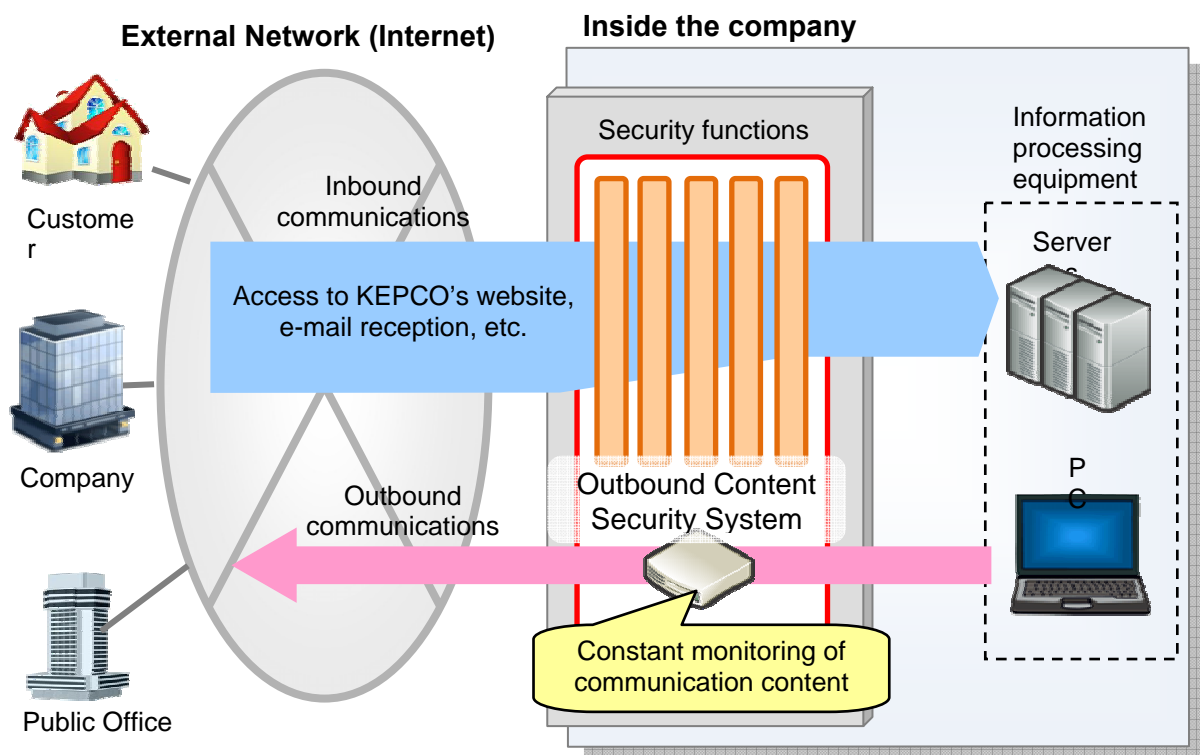 External Network (Internet)
Inside the company
Security functions
Information
processing
equipment
Inbound
communications
Custome
r
Server
s
Access to KEPCO’s website,
e-mail reception, etc.
Company
P
C
Outbound Content
Security System
Outbound
communications
Constant monitoring of
communication content
Public Office